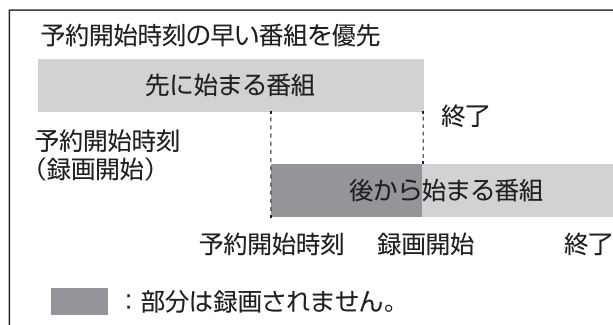 予約開始時刻の早い番組を優先
先に始まる番組
終了
予約開始時刻
（録画開始）
後から始まる番組
予約開始時刻
録画開始
終了
：部分は録画されません。